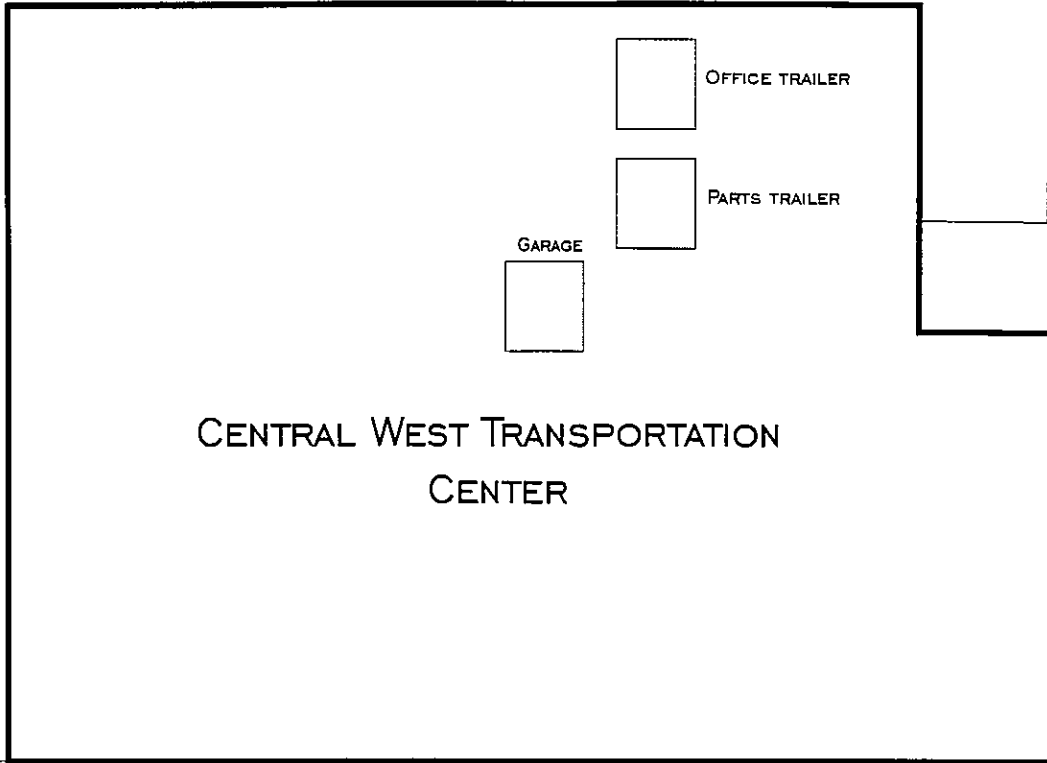 OFFICE TRAILER
PARTS TRAILER
GARAGE
CENTRAL WEST TRANSPORTATION
CENTER